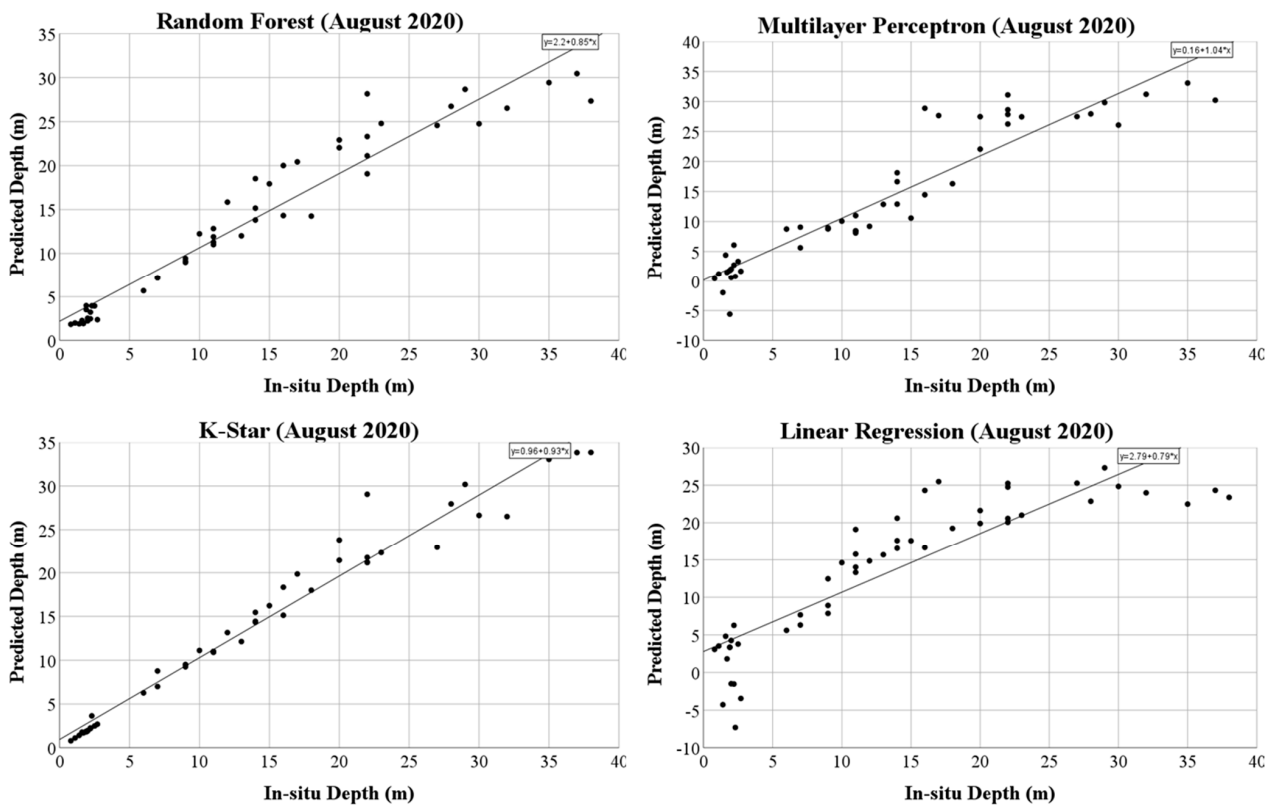 Random Forest (August 2020)
y=2.2+0.85*x
35
30
25
20
15
10
5
0
Predicted Depth (m)
0 5 10 15 20 25 30 35 40
In-situ Depth (m)
Multilayer Perceptron (August 2020)
y=0.16+1.04*x
40
35
30
25
20
15
10
5
0
-5
-10
Predicted Depth (m)
0 5 10 15 20 25 30 35 40
In-situ Depth (m)
K-Star (August 2020)
y=0.96+0.93*x
35
30
25
20
15
10
5
0
Predicted Depth (m)
0 5 10 15 20 25 30 35 40
In-situ Depth (m)
Linear Regression (August 2020)
y=2.79+0.79*x
30
25
20
15
10
5
0
-5
-10
Predicted Depth (m)
0 5 10 15 20 25 30 35 40
In-situ Depth (m)